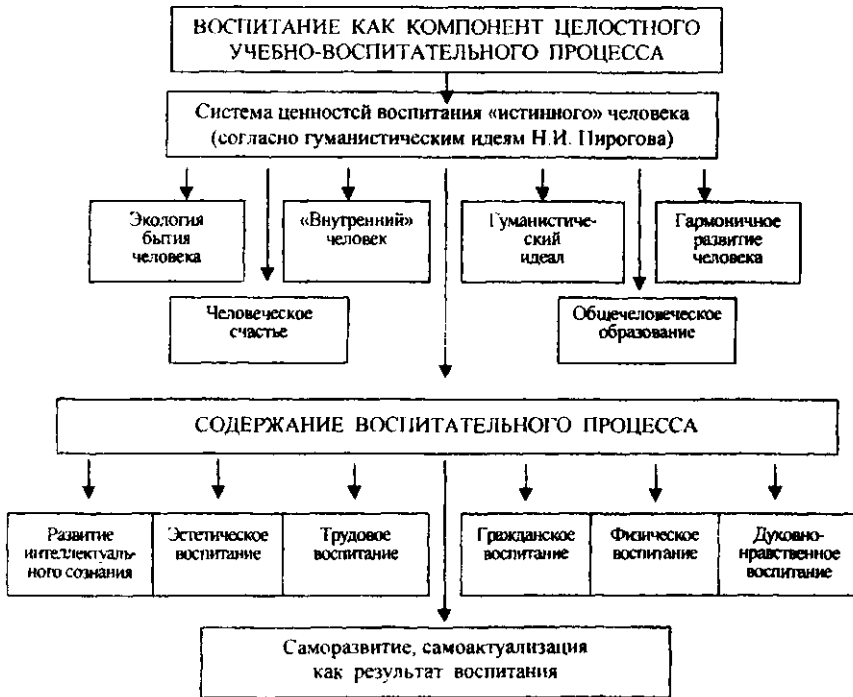 ВОСПИТАНИЕ КАК КОМПОНЕНТ ЦЕЛОСТНОГО
УЧЕБНО-ВОСПИТАТЕЛЬНОГО ПРОЦЕССА
Система ценностей воспитания «истинного» человека
(согласно гуманистическим идеям Н.И. Пирогова)
Экология
бытия
человека
«Внутренний»
человек
Гуманистиче-
ский
идеал
Гармоничное
развитие
человека
Человеческое
счастье
Общечеловеческое
образование
СОДЕРЖАНИЕ ВОСПИТАТЕЛЬНОГО ПРОЦЕССА
Развитие
интеллектуаль-
ного сознания
Эстетическое
воспитание
Трудовое
воспитание
Гражданское
воспитание
Физическое
воспитание
Духовно-
нравственное
воспитание
Саморазвитие, самоактуализация
как результат воспитания